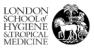 LONDON
SCHOOL of
HYGIENE
& TROPICAL
MEDICINE